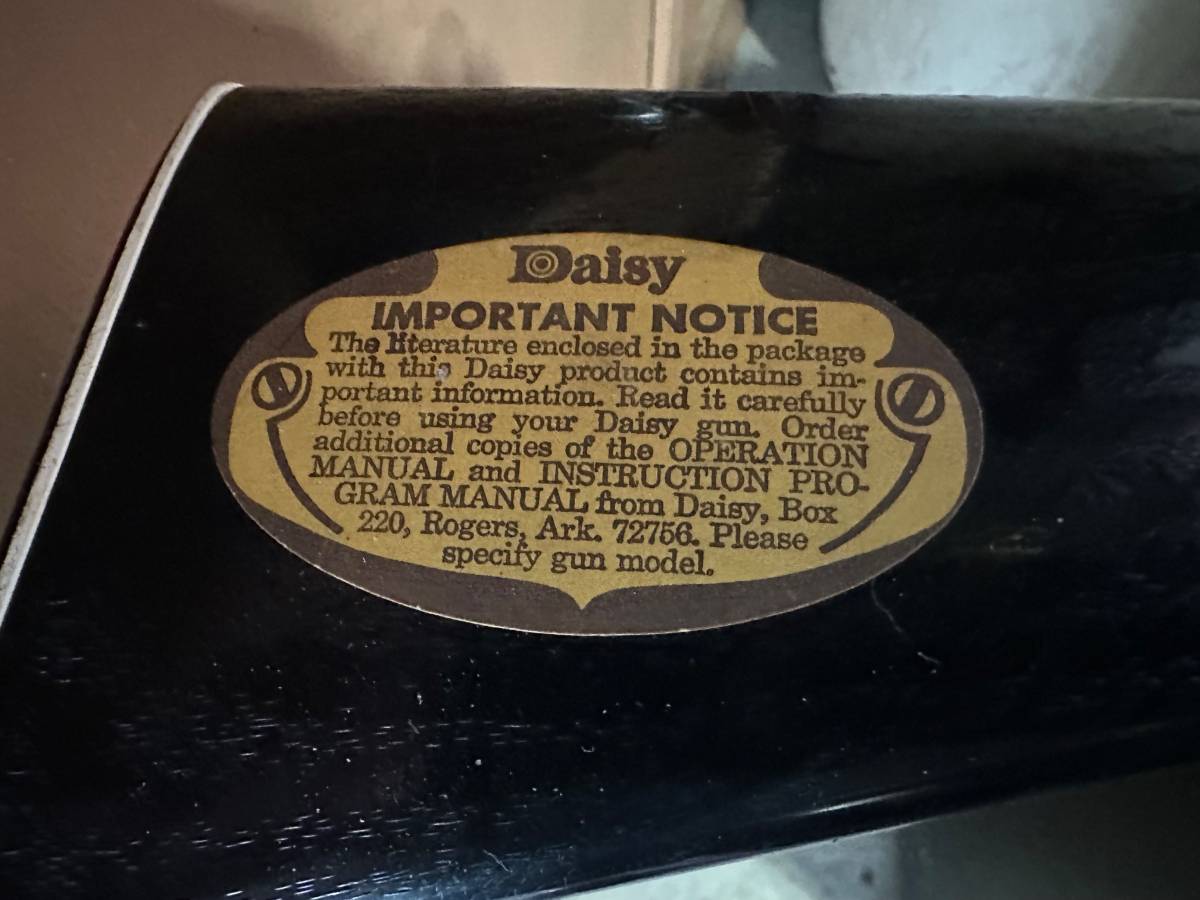 Daisy
IMPORTANT NOTICE
The literature enclosed in the package
with this Daisy product contains im-
portant information. Read it carefully
before using your Daisy gun. Order
additional copies of the OPERATION
MANUAL and INSTRUCTION PRO-
GRAM MANUAL from Daisy, Box
220, Rogers, Ark. 72756. Please
specify gun model.